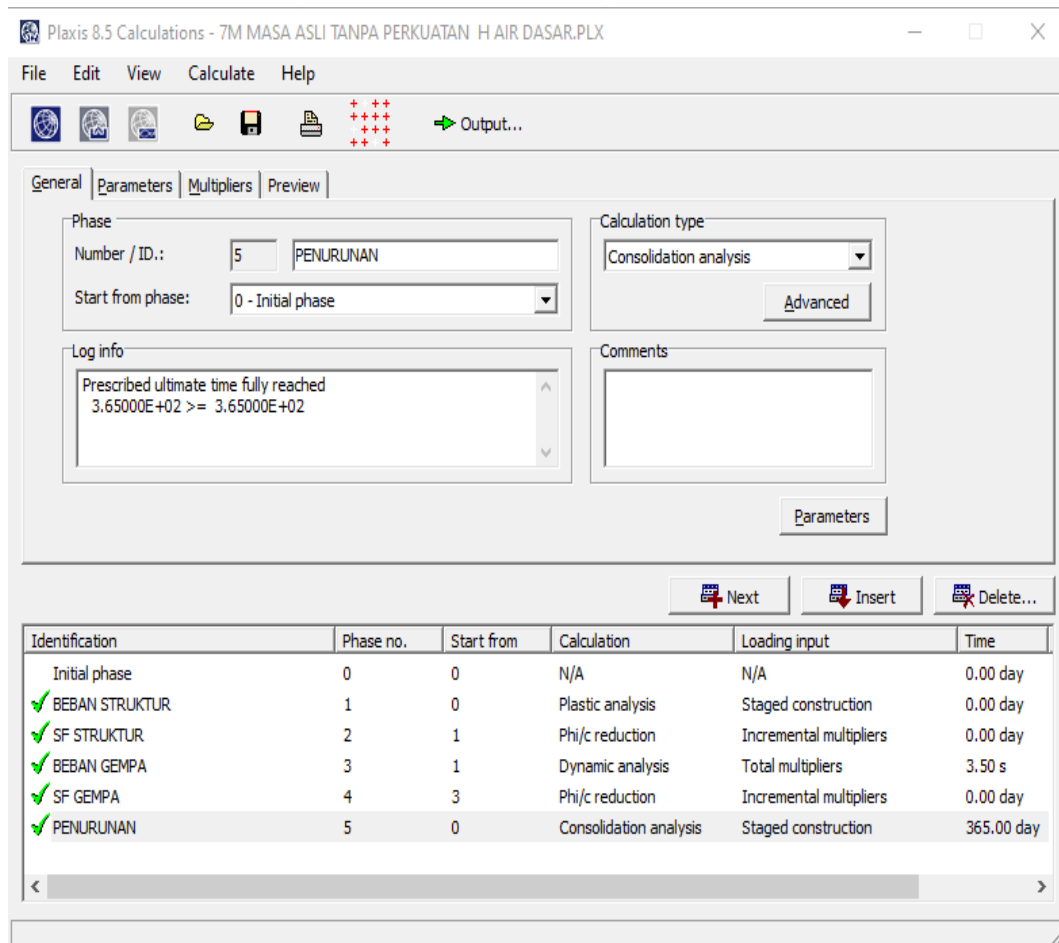 Plaxis 8.5 Calculations - 7M MASA ASLI TANPA PERKUATAN H AIR DASAR.PLX
File Edit View Calculate Help
Output...
General Parameters Multipliers Preview
Phase
Number / ID.: 5 PENURUNAN
Start from phase: 0 - Initial phase
Calculation type
Consolidation analysis
Advanced
Log info
Prescribed ultimate time fully reached
3.65000E+02 >= 3.65000E+02
Comments
Parameters
Next Insert Delete...
Identification Phase no. Start from Calculation Loading input Time
Initial phase 0 0 N/A N/A 0.00 day
BEBAN STRUKTUR 1 0 Plastic analysis Staged construction 0.00 day
SF STRUKTUR 2 1 Phi/c reduction Incremental multipliers 0.00 day
BEBAN GEMPA 3 1 Dynamic analysis Total multipliers 3.50 s
SF GEMPA 4 3 Phi/c reduction Incremental multipliers 0.00 day
PENURUNAN 5 0 Consolidation analysis Staged construction 365.00 day